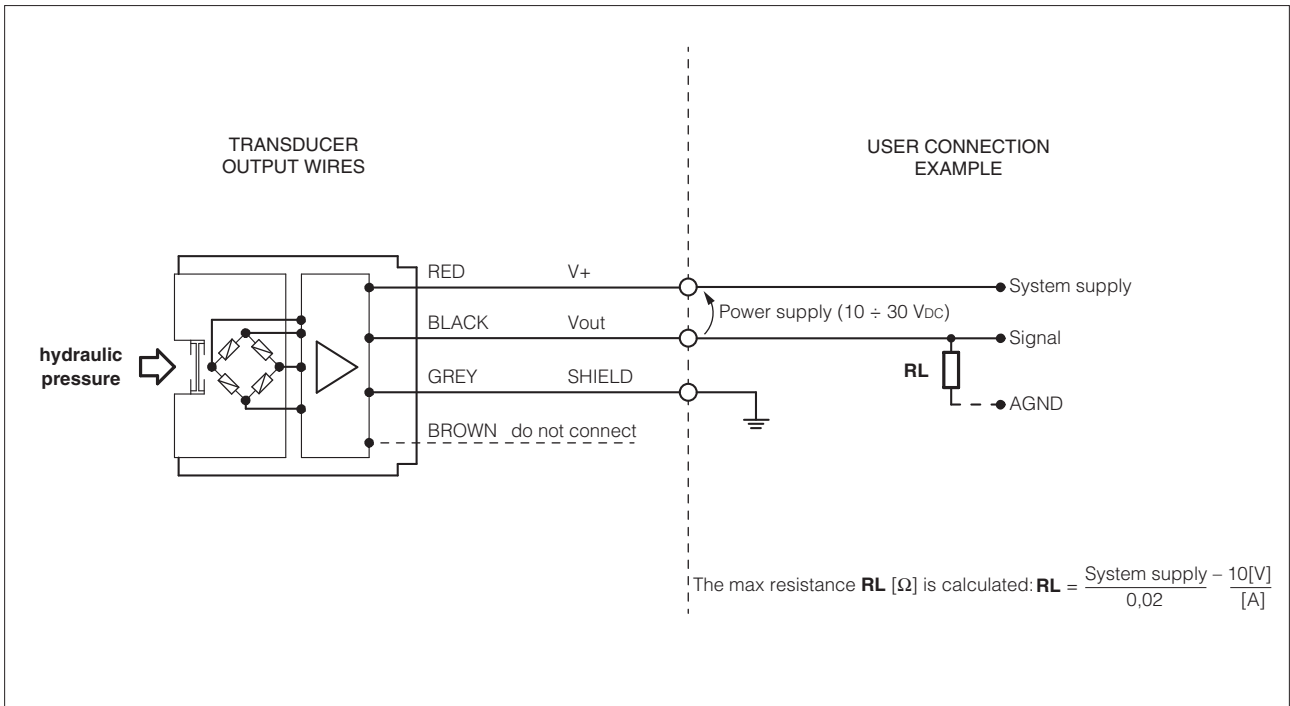 TRANSDUCER
OUTPUT WIRES
USER CONNECTION
EXAMPLE
hydraulic
pressure
RED V+
BLACK Vout
GREY SHIELD
BROWN do not connect
System supply
Power supply (10 ÷ 30 VDC)
Signal
RL
AGND
The max resistance RL [Ω] is calculated: RL = System supply – 10[V]
0,02 [A]